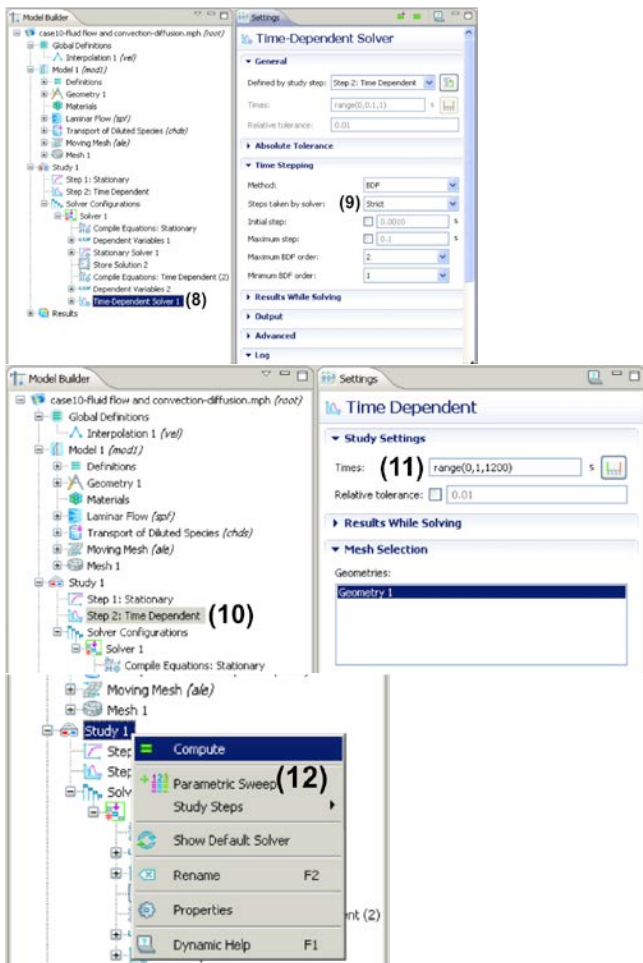 Model Builder
case10-fluid flow and convection-diffusion.mph (root)
Global Definitions
Interpolation 1 (vel)
Model 1 (mod1)
Definitions
Geometry 1
Materials
Laminar Flow (spf)
Transport of Diluted Species (chds)
Moving Mesh (ale)
Mesh 1
Study 1
Step 1: Stationary
Step 2: Time Dependent
Solver Configurations
Solver 1
Compile Equations: Stationary
Dependent Variables 1
Stationary Solver 1
Store Solution 2
Compile Equations: Time Dependent (2)
Dependent Variables 2
Time-Dependent Solver 1 (8)
Results
Settings
Time-Dependent Solver
General
Defined by study step: Step 2: Time Dependent
Times: range(0,0.1,1) s
Relative tolerance: 0.01
Absolute Tolerance
Time Stepping
Method: BDF
Steps taken by solver: (9) Strict
Initial step: 0.0010 s
Maximum step: 0.1 s
Maximum BDF order: 2
Minimum BDF order: 1
Results While Solving
Output
Advanced
Log
Model Builder
case10-fluid flow and convection-diffusion.mph (root)
Global Definitions
Interpolation 1 (vel)
Model 1 (mod1)
Definitions
Geometry 1
Materials
Laminar Flow (spf)
Transport of Diluted Species (chds)
Moving Mesh (ale)
Mesh 1
Study 1
Step 1: Stationary
Step 2: Time Dependent (10)
Solver Configurations
Solver 1
Compile Equations: Stationary
Settings
Time Dependent
Study Settings
Times: (11) range(0,1,1200) s
Relative tolerance: 0.01
Results While Solving
Mesh Selection
Geometries:
Geometry 1
Moving Mesh (ale)
Mesh 1
Study 1
Step
Step
Solv
nt (2)
Compute
Parametric Sweep (12)
Study Steps
Show Default Solver
Rename F2
Properties
Dynamic Help F1